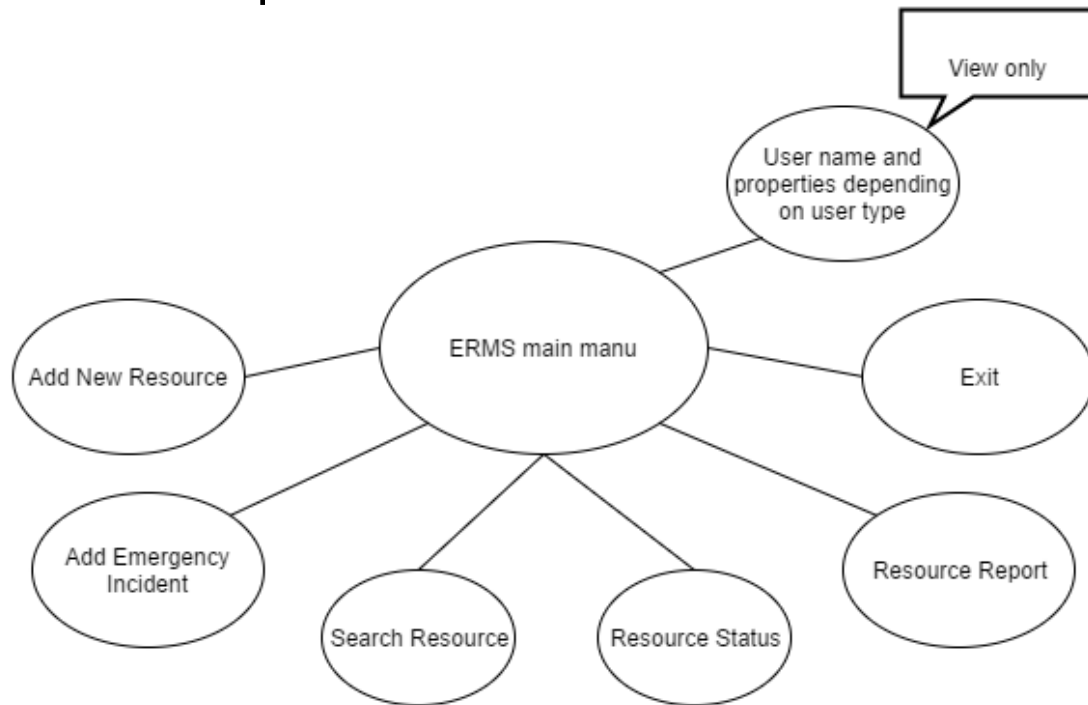 View only
User name and
properties depending
on user type
ERMS main manu
Add New Resource
Exit
Add Emergency
Incident
Resource Report
Search Resource
Resource Status